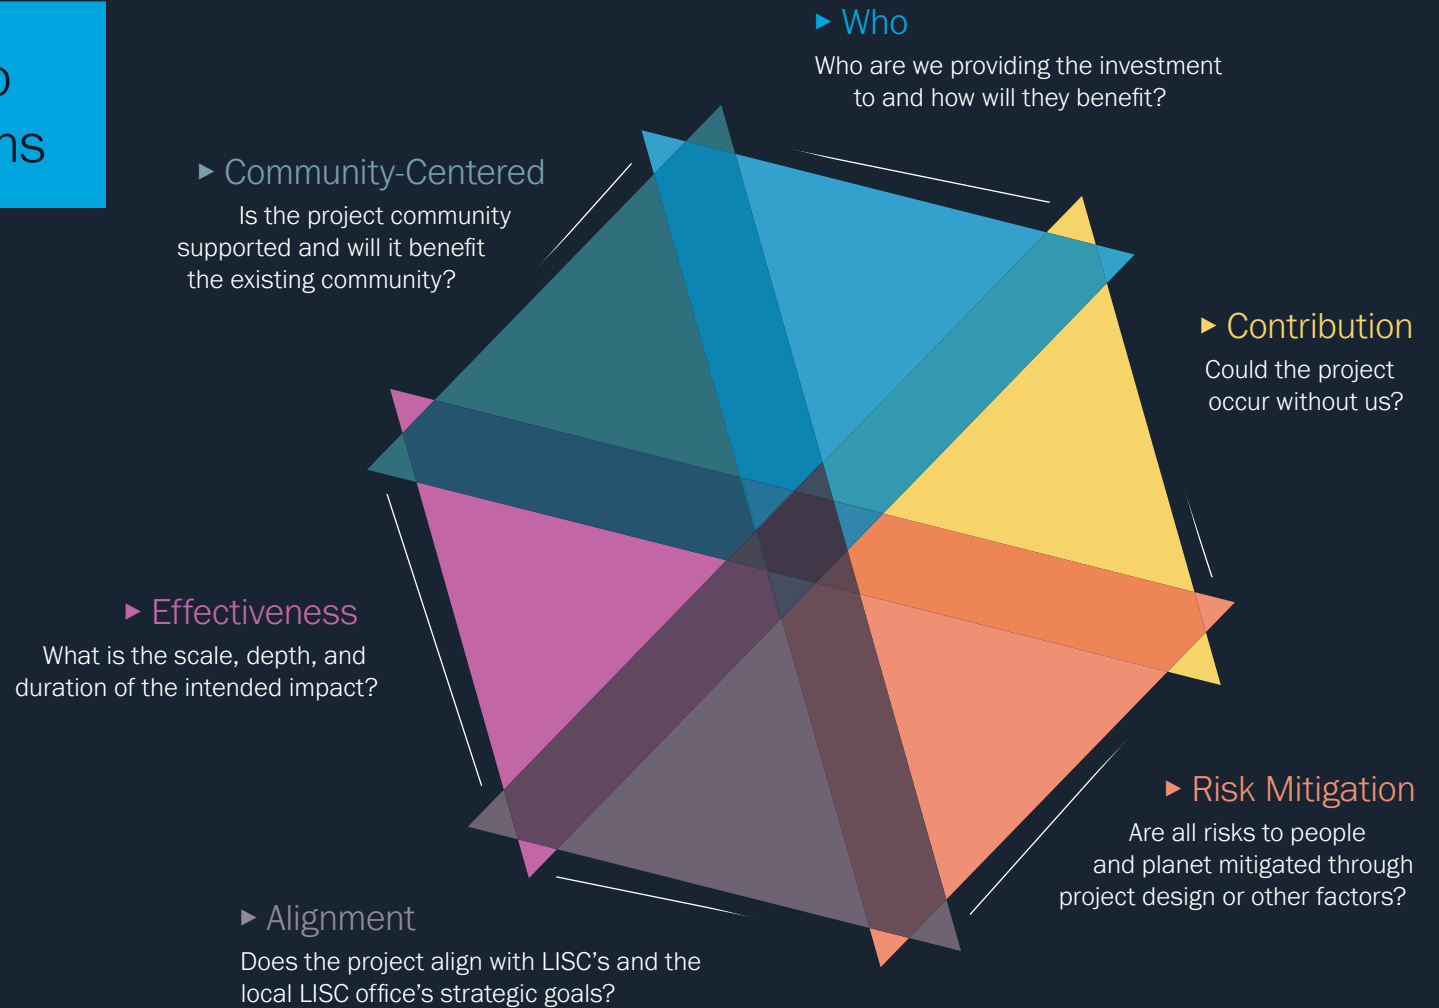 ns
▸ Who
Who are we providing the investment
to and how will they benefit?
▸ Community-Centered
Is the project community
supported and will it benefit
the existing community?
▸ Contribution
Could the project
occur without us?
▸ Effectiveness
What is the scale, depth, and
duration of the intended impact?
▸ Risk Mitigation
Are all risks to people
and planet mitigated through
project design or other factors?
▸ Alignment
Does the project align with LISC’s and the
local LISC office’s strategic goals?